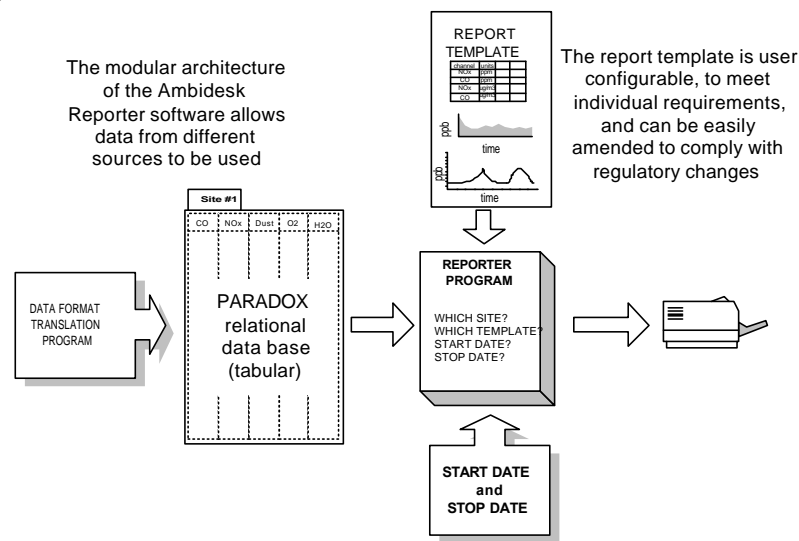 The modular architecture
of the Ambidesk
Reporter software allows
data from different
sources to be used
REPORT
TEMPLATE
channel units
NOx ppm
CO ppm
NOx ug/m3
CO ug/m3
ppb
time
ppb
time
The report template is user
configurable, to meet
individual requirements,
and can be easily
amended to comply with
regulatory changes
Site #1
CO NOx Dust O2 H2O
PARADOX
relational
data base
(tabular)
DATA FORMAT
TRANSLATION
PROGRAM
REPORTER
PROGRAM
WHICH SITE?
WHICH TEMPLATE?
START DATE?
STOP DATE?
START DATE
and
STOP DATE